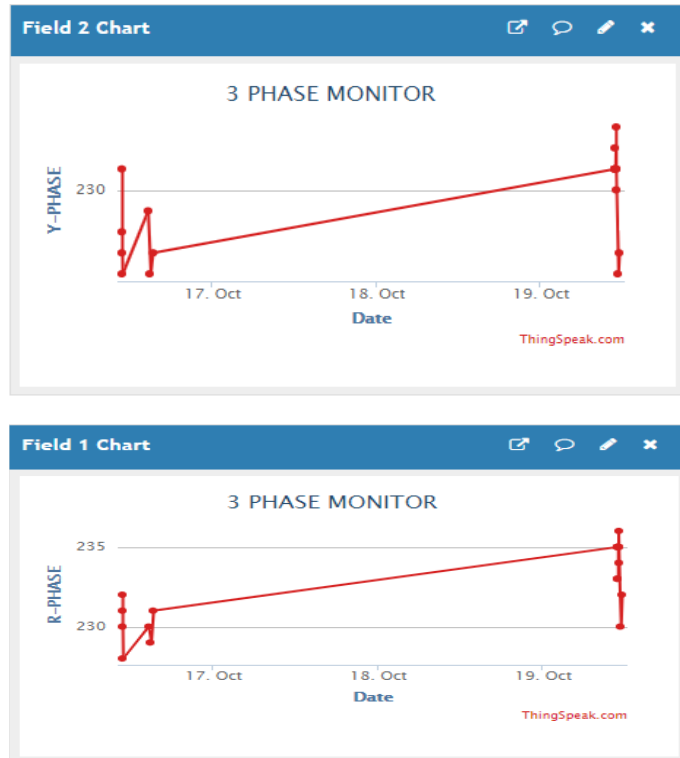 Field 2 Chart
3 PHASE MONITOR
Y-PHASE
230
17. Oct 18. Oct 19. Oct
Date
ThingSpeak.com
Field 1 Chart
3 PHASE MONITOR
R-PHASE
235
230
17. Oct 18. Oct 19. Oct
Date
ThingSpeak.com